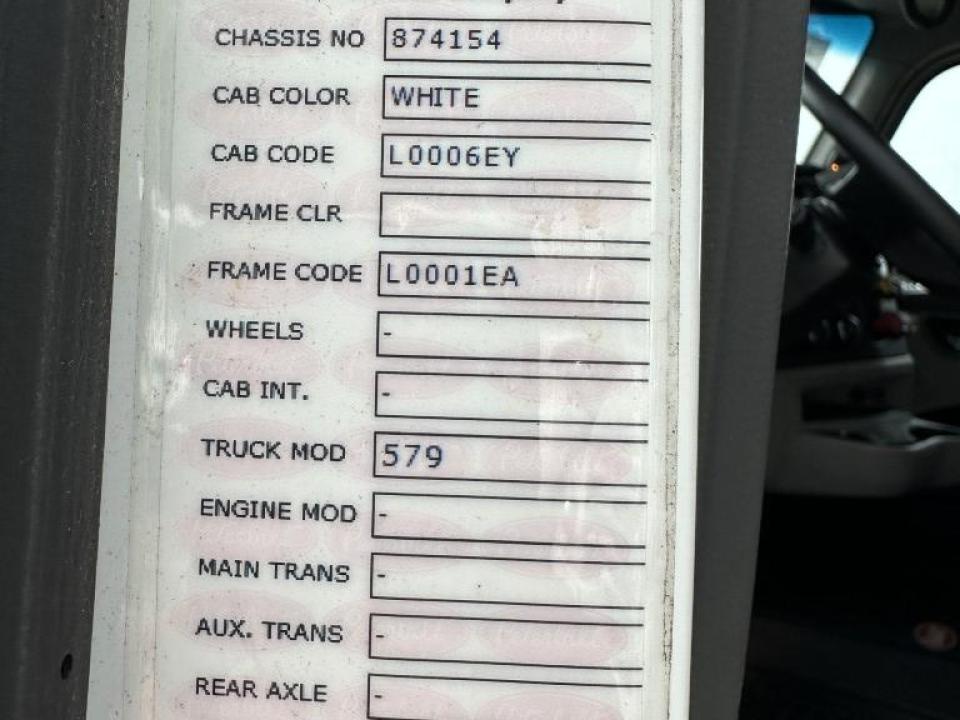 CHASSIS NO 874154
CAB COLOR WHITE
CAB CODE L0006EY
FRAME CLR
FRAME CODE L0001EA
WHEELS -
CAB INT. -
TRUCK MOD 579
ENGINE MOD -
MAIN TRANS -
AUX. TRANS -
REAR AXLE -